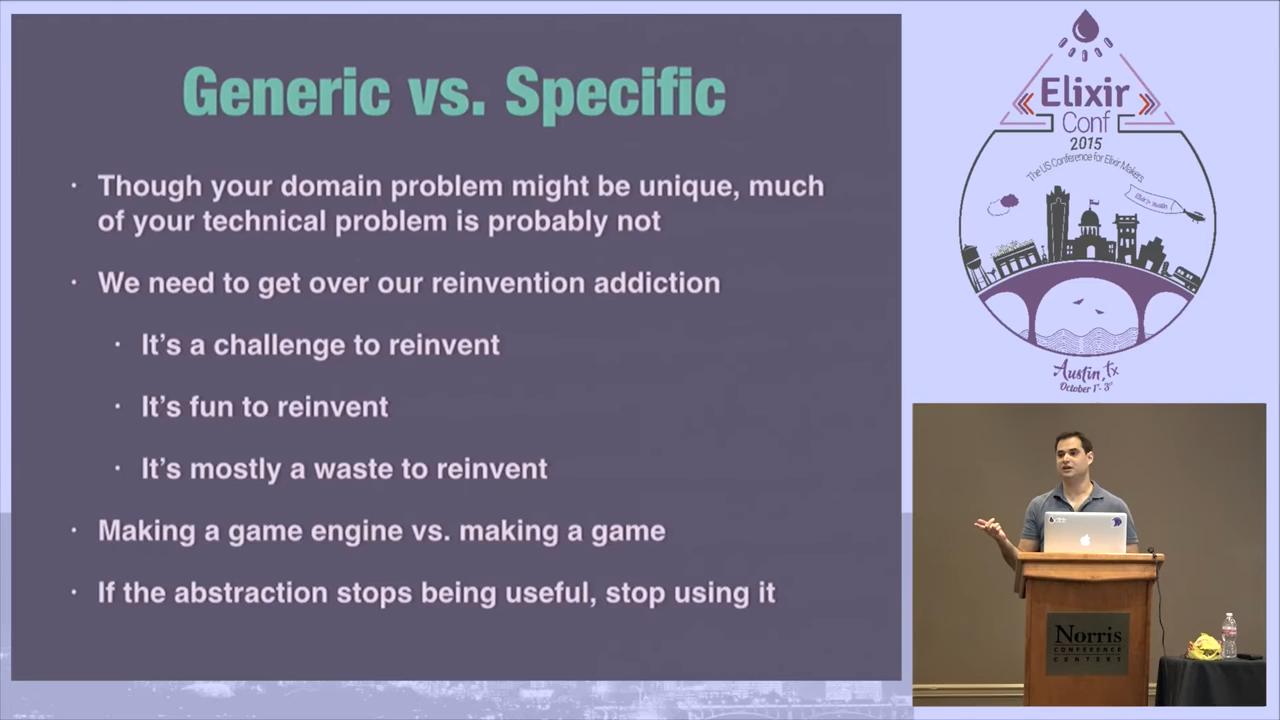 Generic vs. Specific
· Though your domain problem might be unique, much
of your technical problem is probably not
· We need to get over our reinvention addiction
· It's a challenge to reinvent
· It's fun to reinvent
· It's mostly a waste to reinvent
· Making a game engine vs. making a game
· If the abstraction stops being useful, stop using it
Elixir
Conf
2015
The US Conference for Elixir Makers
Austin, Tx
October 1st - 3rd
Norris
CONFERENCE
CENTERS